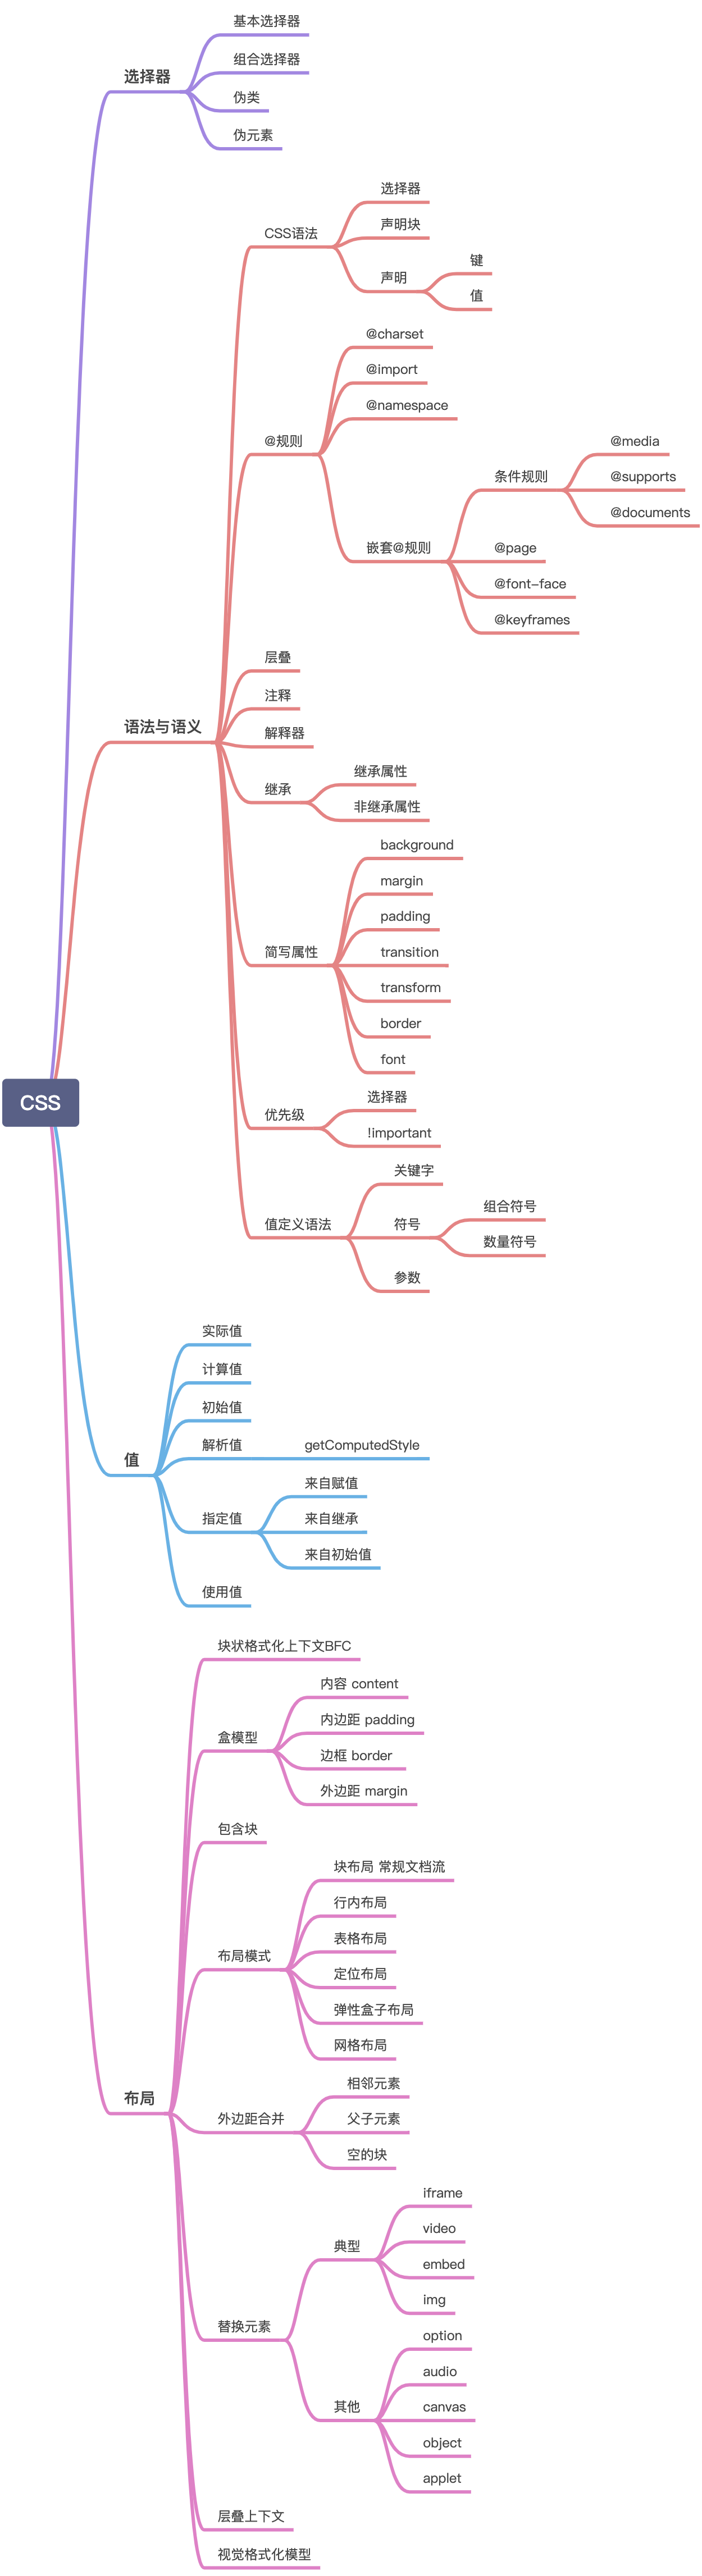 基本选择器
组合选择器
选择器
伪类
伪元素
选择器
声明块
CSS语法
键
声明
值
@charset
@import
@namespace
@规则
@media
条件规则
@supports
@documents
嵌套@规则
@page
@font-face
@keyframes
层叠
注释
语法与语义
解释器
继承属性
继承
非继承属性
background
margin
padding
简写属性
transition
transform
border
font
CSS
选择器
优先级
!important
关键字
组合符号
值定义语法
符号
数量符号
参数
实际值
计算值
初始值
解析值
getComputedStyle
值
来自赋值
指定值
来自继承
来自初始值
使用值
块状格式化上下文BFC
内容 content
内边距 padding
盒模型
边框 border
外边距 margin
包含块
块布局 常规文档流
行内布局
表格布局
布局模式
定位布局
弹性盒子布局
网格布局
相邻元素
布局
外边距合并
父子元素
空的块
iframe
video
典型
embed
img
替换元素
option
audio
其他
canvas
object
applet
层叠上下文
视觉格式化模型